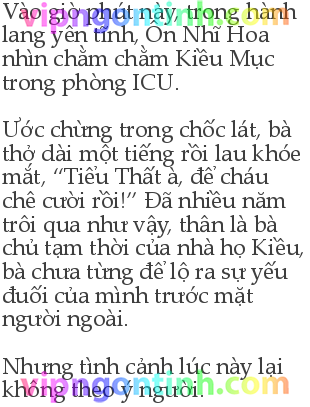 Vào giờ phút này, trong hành
lang yên tĩnh, Ôn Nhĩ Hoa
nhìn chằm chằm Kiều Mục
trong phòng ICU.
Ước chừng trong chốc lát, bà
thở dài một tiếng rồi lau khóe
mắt, “Tiểu Thất à, để cháu
chê cười rồi!” Đã nhiều năm
trôi qua như vậy, thân là bà
chủ tạm thời của nhà họ Kiều,
bà chưa từng để lộ ra sự yếu
đuối của mình trước mặt
người ngoài.
Nhưng tình cảnh lúc này lại
không theo ý người.
vipngontinh.com
vipngontinh.com